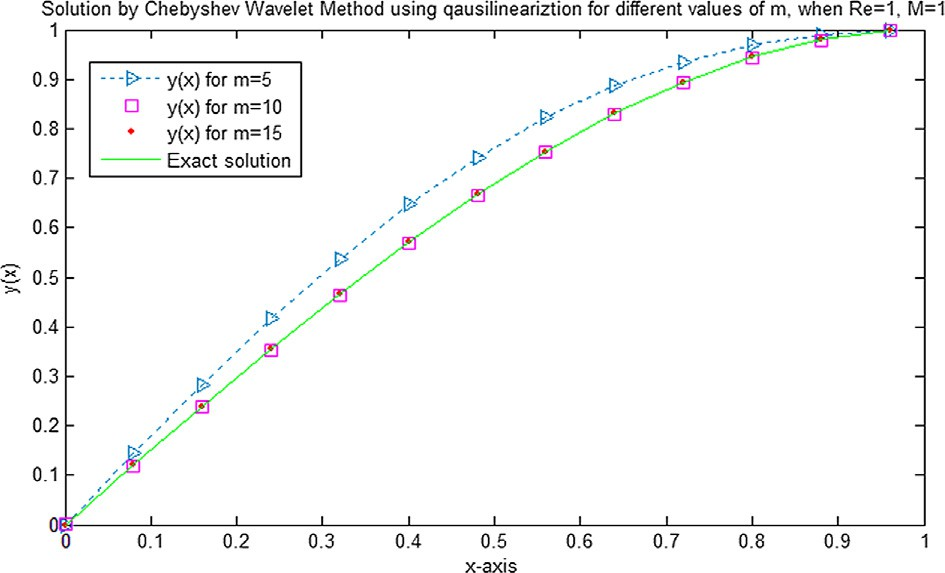 Solution by Chebyshev Wavelet Method using qausilineariztion for different values of m, when Re=1, M=1
1
0.9
0.8
0.7
0.6
0.5
0.4
0.3
0.2
0.1
0
y(x)
y(x) for m=5
y(x) for m=10
y(x) for m=15
Exact solution
0 0.1 0.2 0.3 0.4 0.5 0.6 0.7 0.8 0.9 1
x-axis